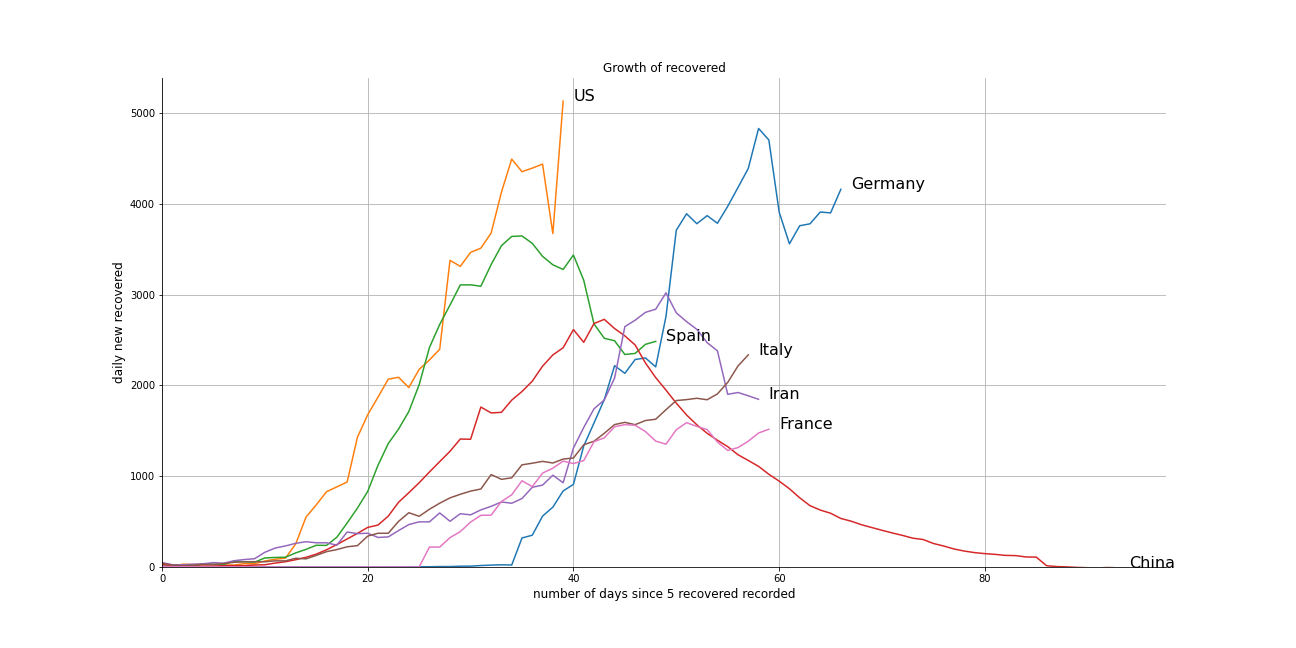 Growth of recovered
US
5000
Germany
4000
daily new recovered
3000
Spain
Italy
2000
Iran
France
1000
China
0
0 20 40 60 80
number of days since 5 recovered recorded